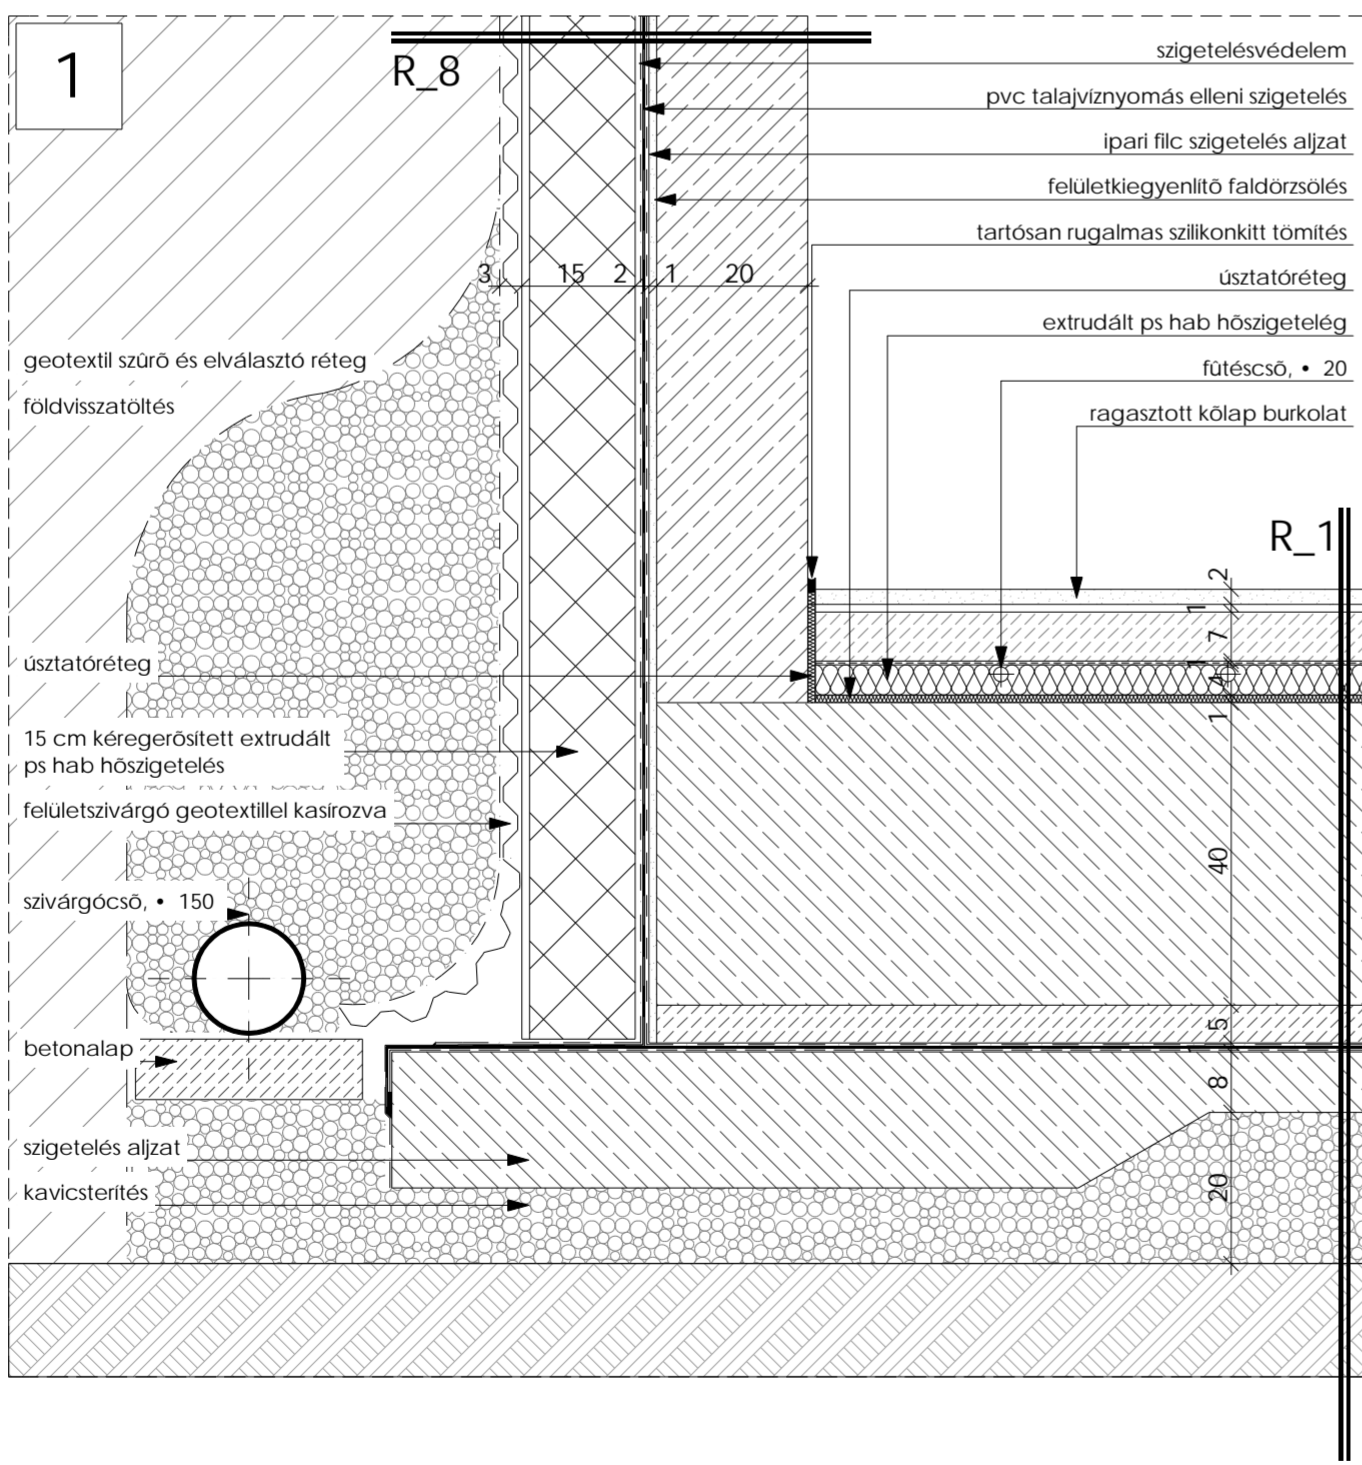 1
R_8
szigetelésvédelem
pvc talajvíznyomás elleni szigetelés
ipari filc szigetelés aljzat
felületkiegyenlítõ faldörzsölés
tartósan rugalmas szilikonkitt tömítés
úsztatóréteg
extrudált ps hab hõszigetelég
fûtéscsõ, • 20
ragasztott kõlap burkolat
3 15 2 1 20
geotextil szûrõ és elválasztó réteg
földvisszatöltés
R_1
2
1
7
1
4
1
40
5
1
8
20
úsztatóréteg
15 cm kéregerõsített extrudált
ps hab hõszigetelés
felületszivárgó geotextillel kasírozva
szivárgócsõ, • 150
betonalap
szigetelés aljzat
kavicsterítés